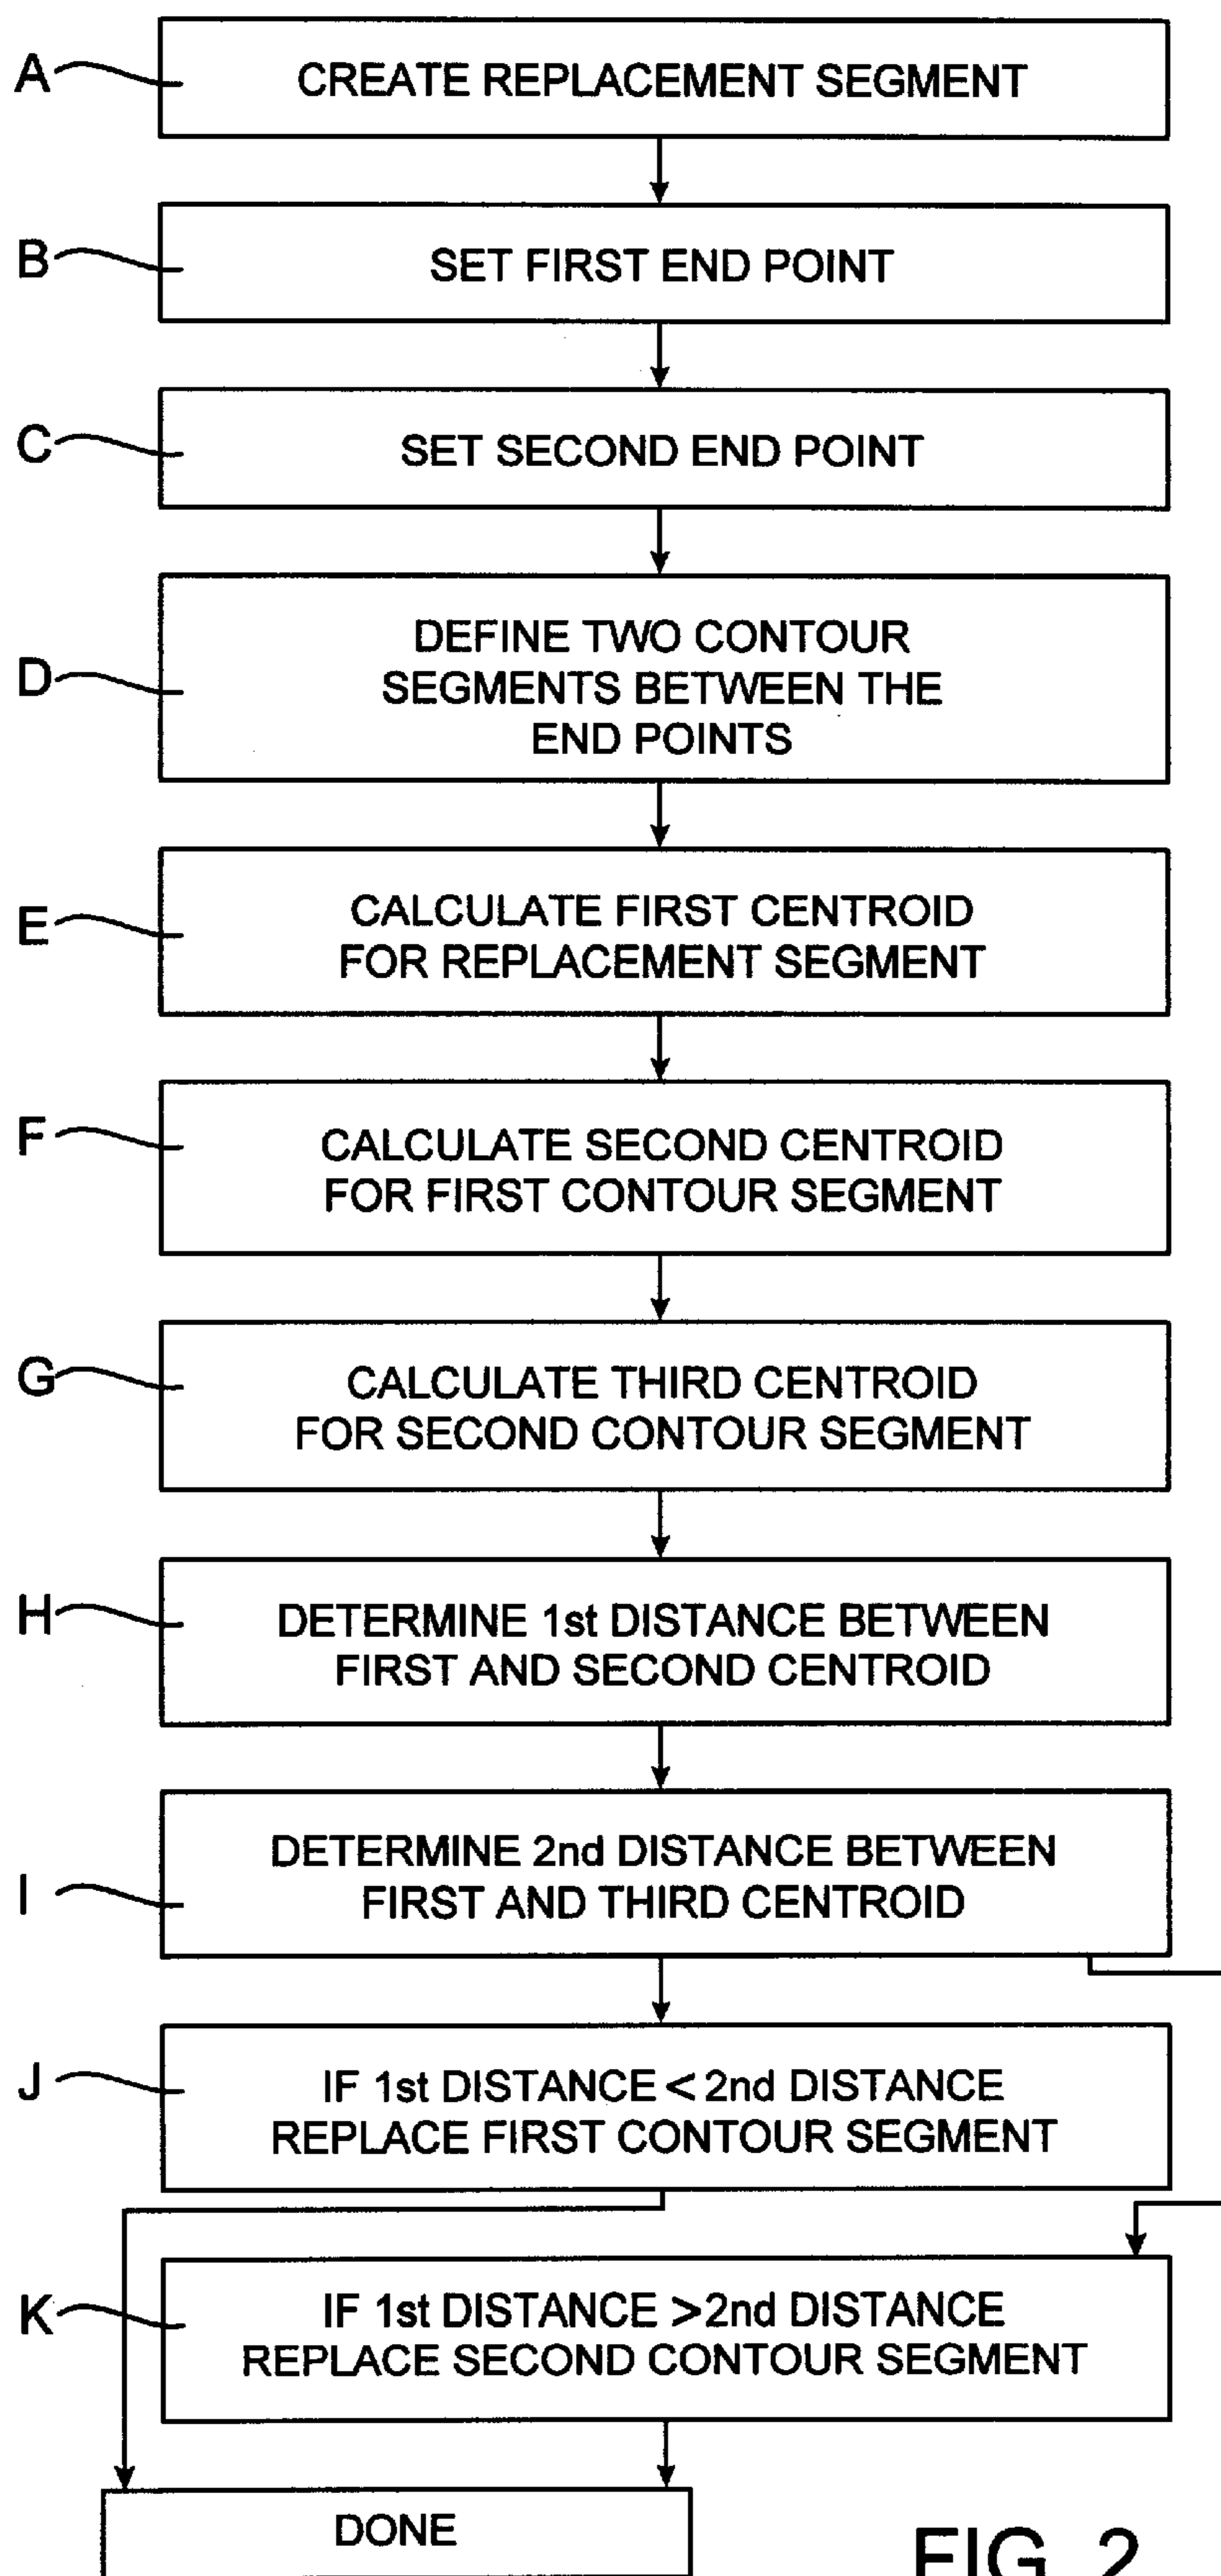 A
CREATE REPLACEMENT SEGMENT
B
SET FIRST END POINT
C
SET SECOND END POINT
D
DEFINE TWO CONTOUR
SEGMENTS BETWEEN THE
END POINTS
E
CALCULATE FIRST CENTROID
FOR REPLACEMENT SEGMENT
F
CALCULATE SECOND CENTROID
FOR FIRST CONTOUR SEGMENT
G
CALCULATE THIRD CENTROID
FOR SECOND CONTOUR SEGMENT
H
DETERMINE 1st DISTANCE BETWEEN
FIRST AND SECOND CENTROID
I
DETERMINE 2nd DISTANCE BETWEEN
FIRST AND THIRD CENTROID
J
IF 1st DISTANCE < 2nd DISTANCE
REPLACE FIRST CONTOUR SEGMENT
K
IF 1st DISTANCE > 2nd DISTANCE
REPLACE SECOND CONTOUR SEGMENT
DONE
FIG. 2